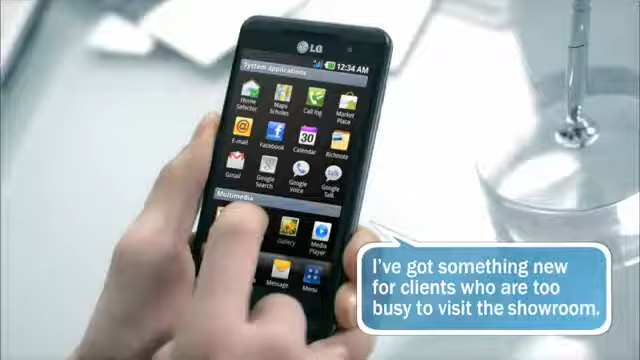 LG
12:34 AM
System applications
Home Selector
Maps
Call log
Market Place
E-mail
Facebook
30
Calendar
Richnote
Gmail
Google Search
Google Voice
talk
Google Talk
Multimedia
Gallery
Media Player
Message
Menu
I've got something new
for clients who are too
busy to visit the showroom.